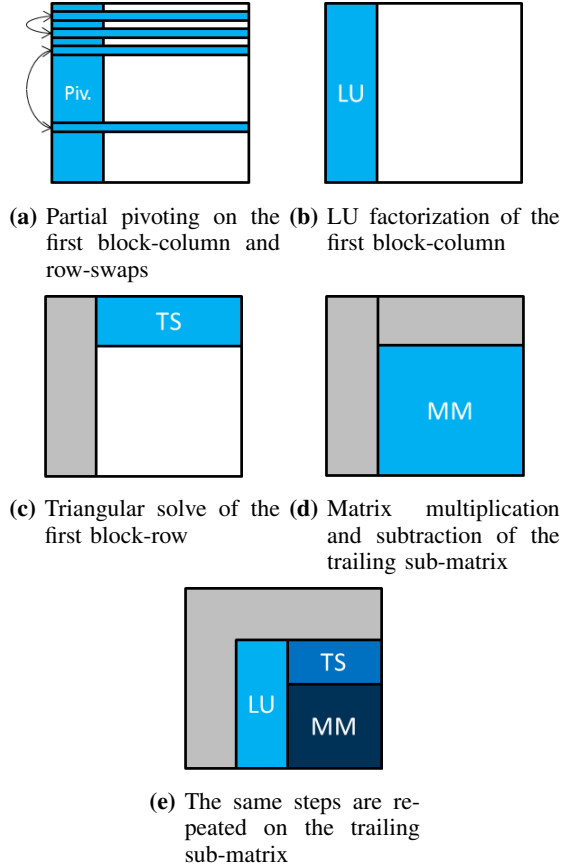 Piv.
LU
(a) Partial pivoting on the
first block-column and
row-swaps
(b) LU factorization of the
first block-column
TS
MM
(c) Triangular solve of the
first block-row
(d) Matrix multiplication
and subtraction of the
trailing sub-matrix
LU
TS
MM
(e) The same steps are re-
peated on the trailing
sub-matrix